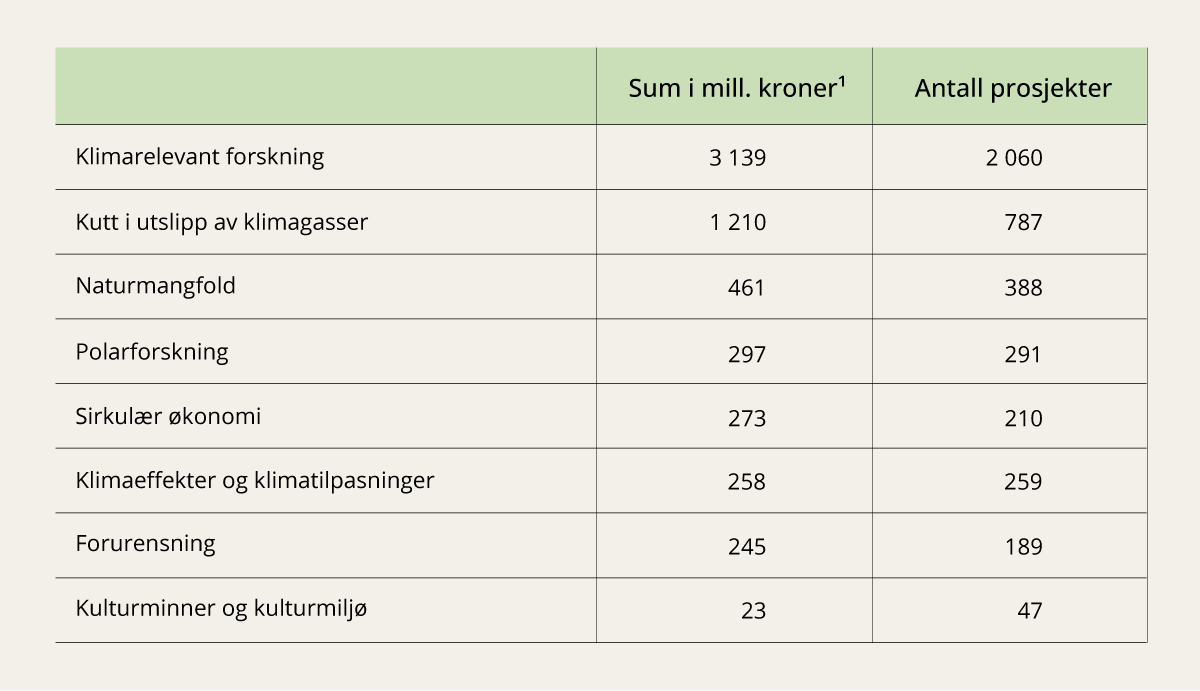 Sum i mill. kroner¹ Antall prosjekter
Klimarelevant forskning 3 139 2 060
Kutt i utslipp av klimagasser 1 210 787
Naturmangfold 461 388
Polarforskning 297 291
Sirkulær økonomi 273 210
Klimaeffekter og klimatilpasninger 258 259
Forurensning 245 189
Kulturminner og kulturmiljø 23 47